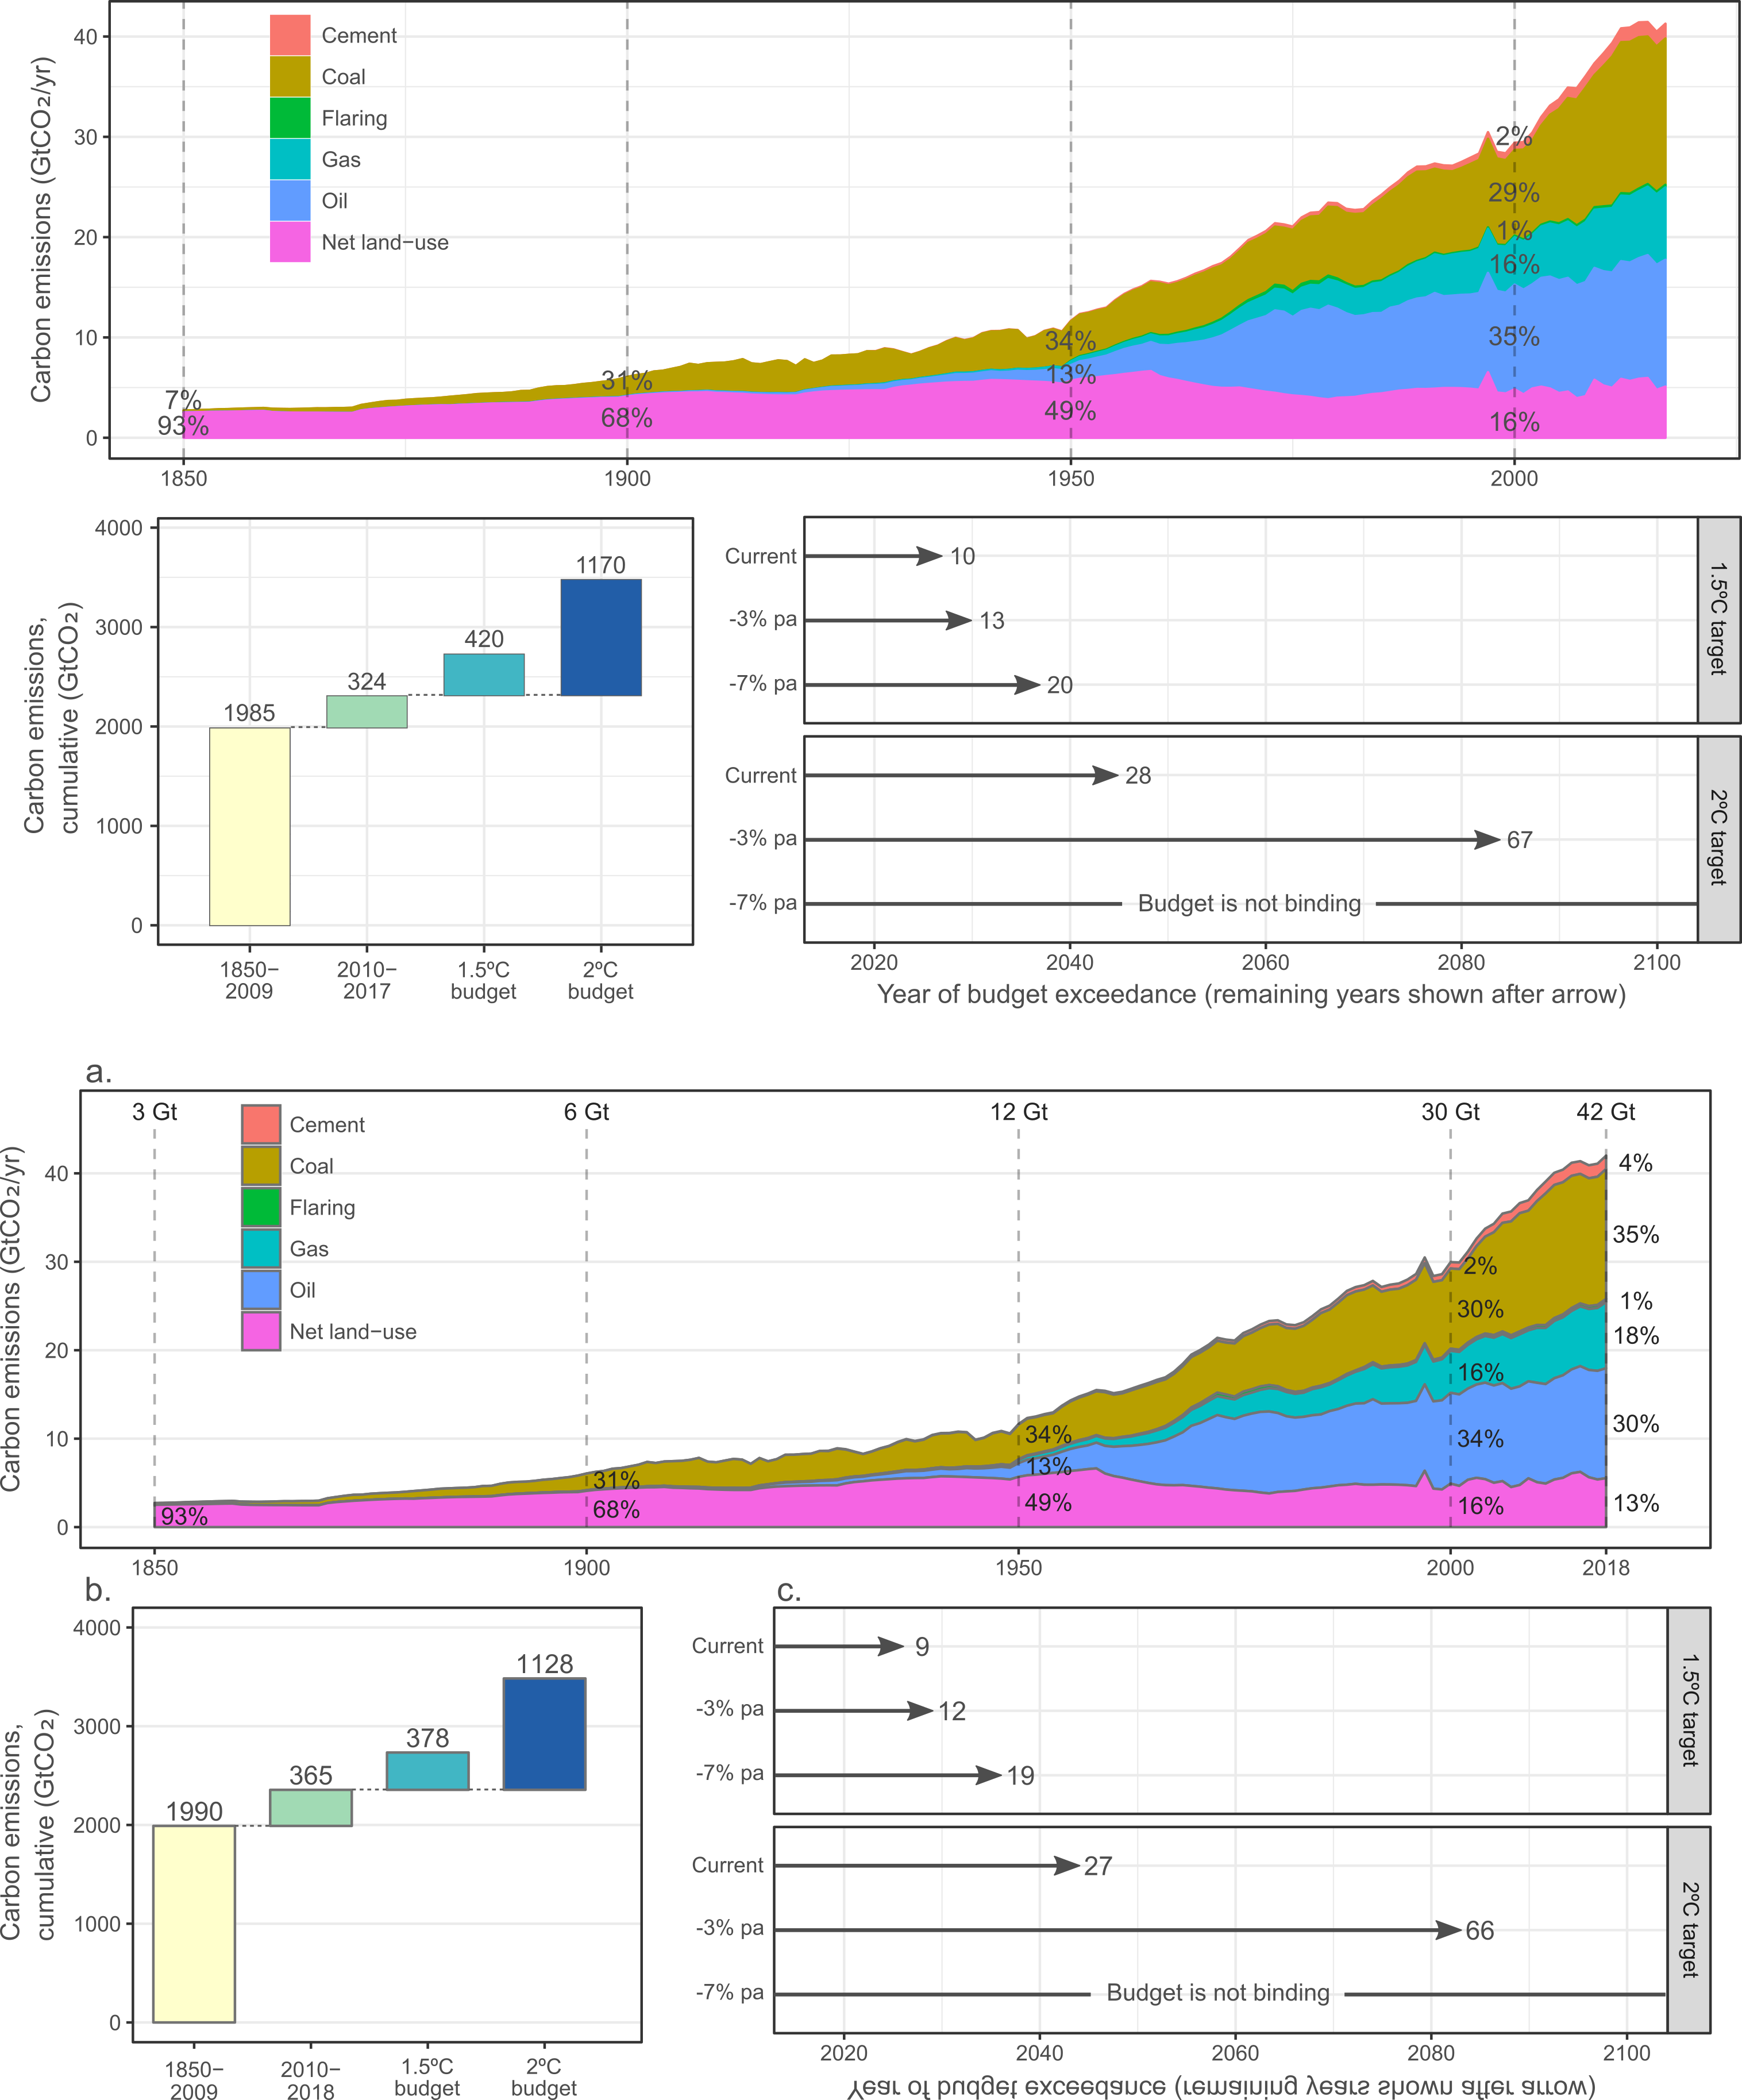 Carbon emissions (GtCO₂/yr)
40
30
20
10
0
Cement
Coal
Flaring
Gas
Oil
Net land−use
7%
93%
31%
68%
34%
13%
49%
2%
29%
1%
16%
35%
16%
1850
1900
1950
2000
Carbon emissions,
cumulative (GtCO₂)
4000
3000
2000
1000
0
1985
324
420
1170
1850−
2009
2010−
2017
1.5ºC
budget
2ºC
budget
Current
10
-3% pa
13
-7% pa
20
1.5ºC target
Current
28
-3% pa
67
-7% pa
Budget is not binding
2ºC target
2020
2040
2060
2080
2100
Year of budget exceedance (remaining years shown after arrow)
a.
Carbon emissions (GtCO₂/yr)
40
30
20
10
0
3 Gt
6 Gt
12 Gt
30 Gt
42 Gt
Cement
Coal
Flaring
Gas
Oil
Net land−use
93%
31%
68%
34%
13%
49%
2%
30%
16%
34%
16%
4%
35%
1%
18%
30%
13%
1850
1900
1950
2000
2018
b.
Carbon emissions,
cumulative (GtCO₂)
4000
3000
2000
1000
0
1990
365
378
1128
1850−
2009
2010−
2018
1.5ºC
budget
2ºC
budget
c.
Current
9
-3% pa
12
-7% pa
19
1.5ºC target
Current
27
-3% pa
66
-7% pa
Budget is not binding
2ºC target
2020
2040
2060
2080
2100
Year of budget exceedance (remaining years shown after arrow)